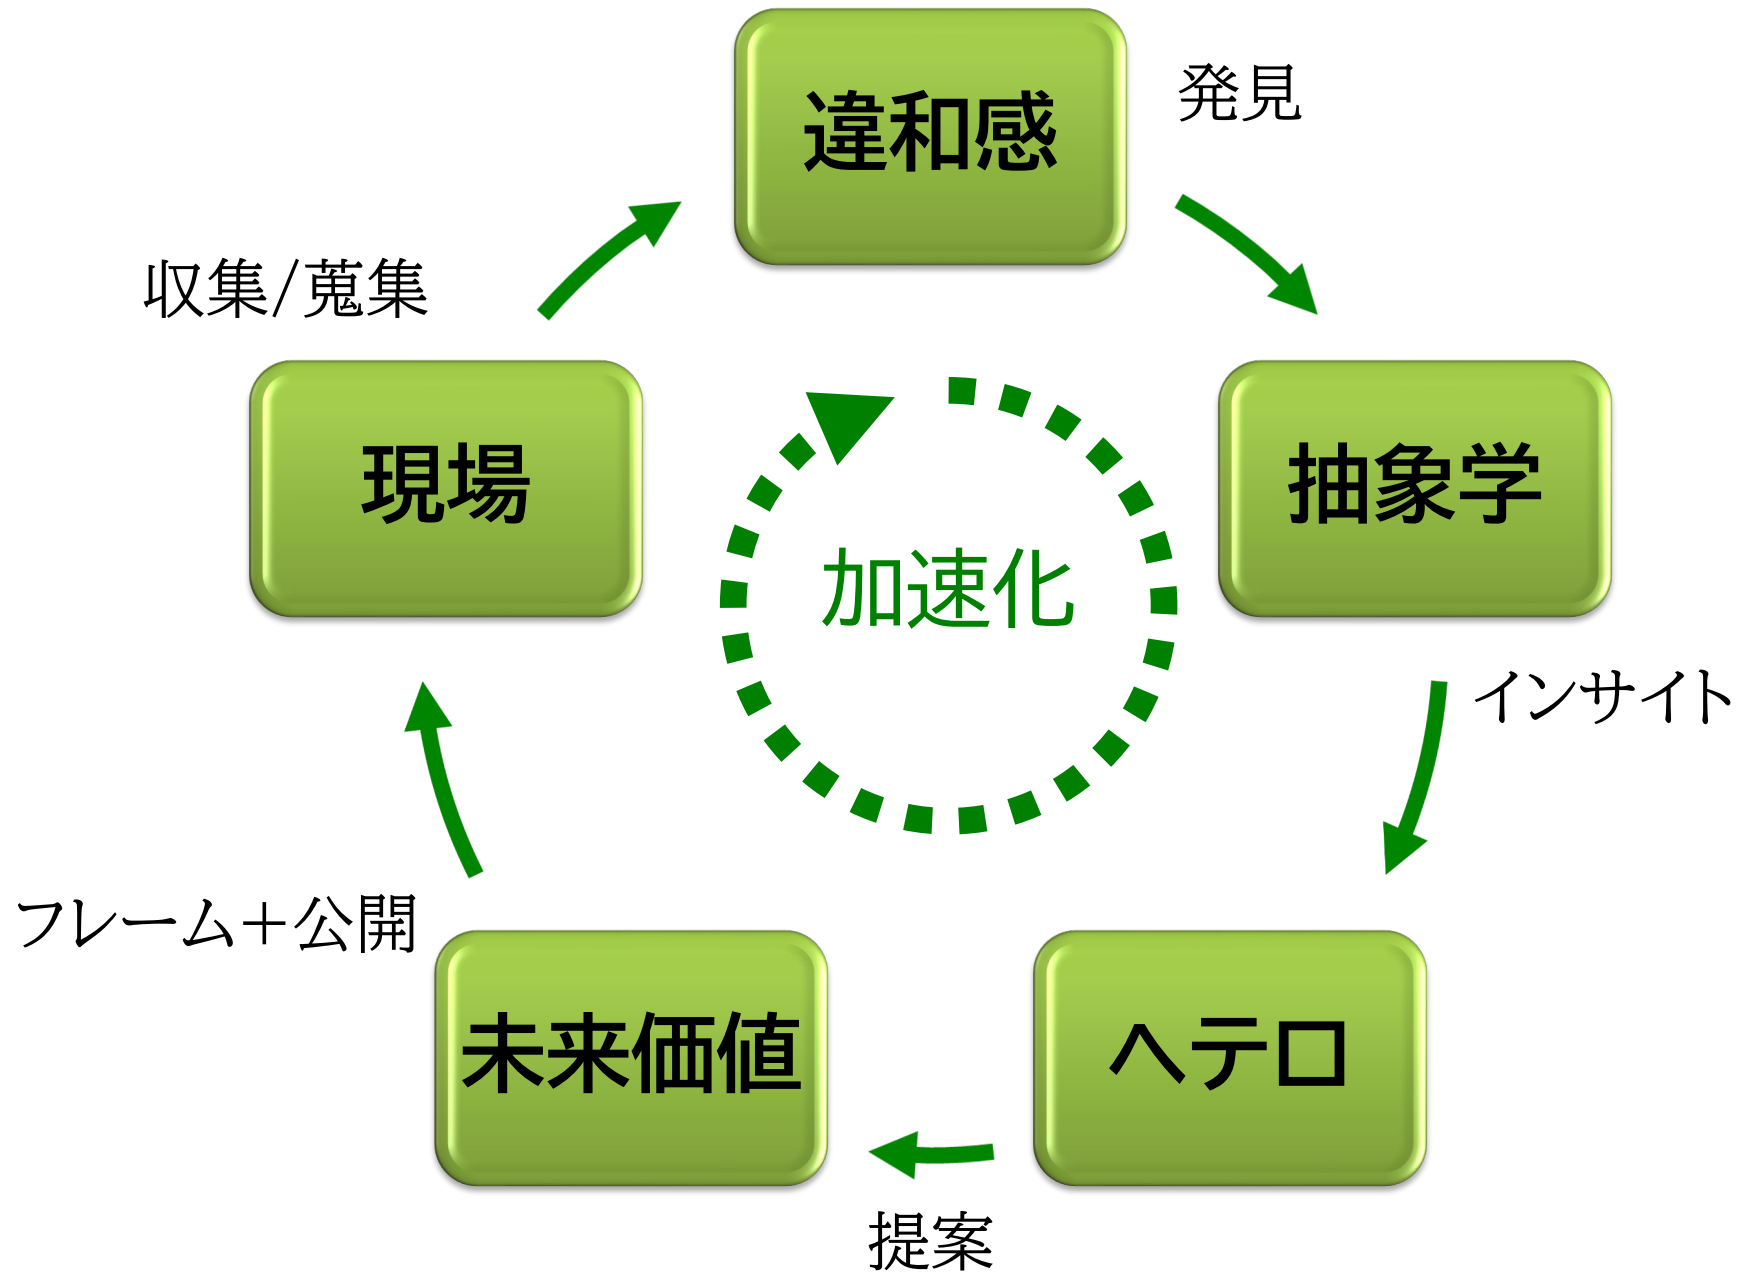 違和感
発見
収集/蒐集
現場
抽象学
加速化
インサイト
フレーム＋公開
未来価値
ヘテロ
提案